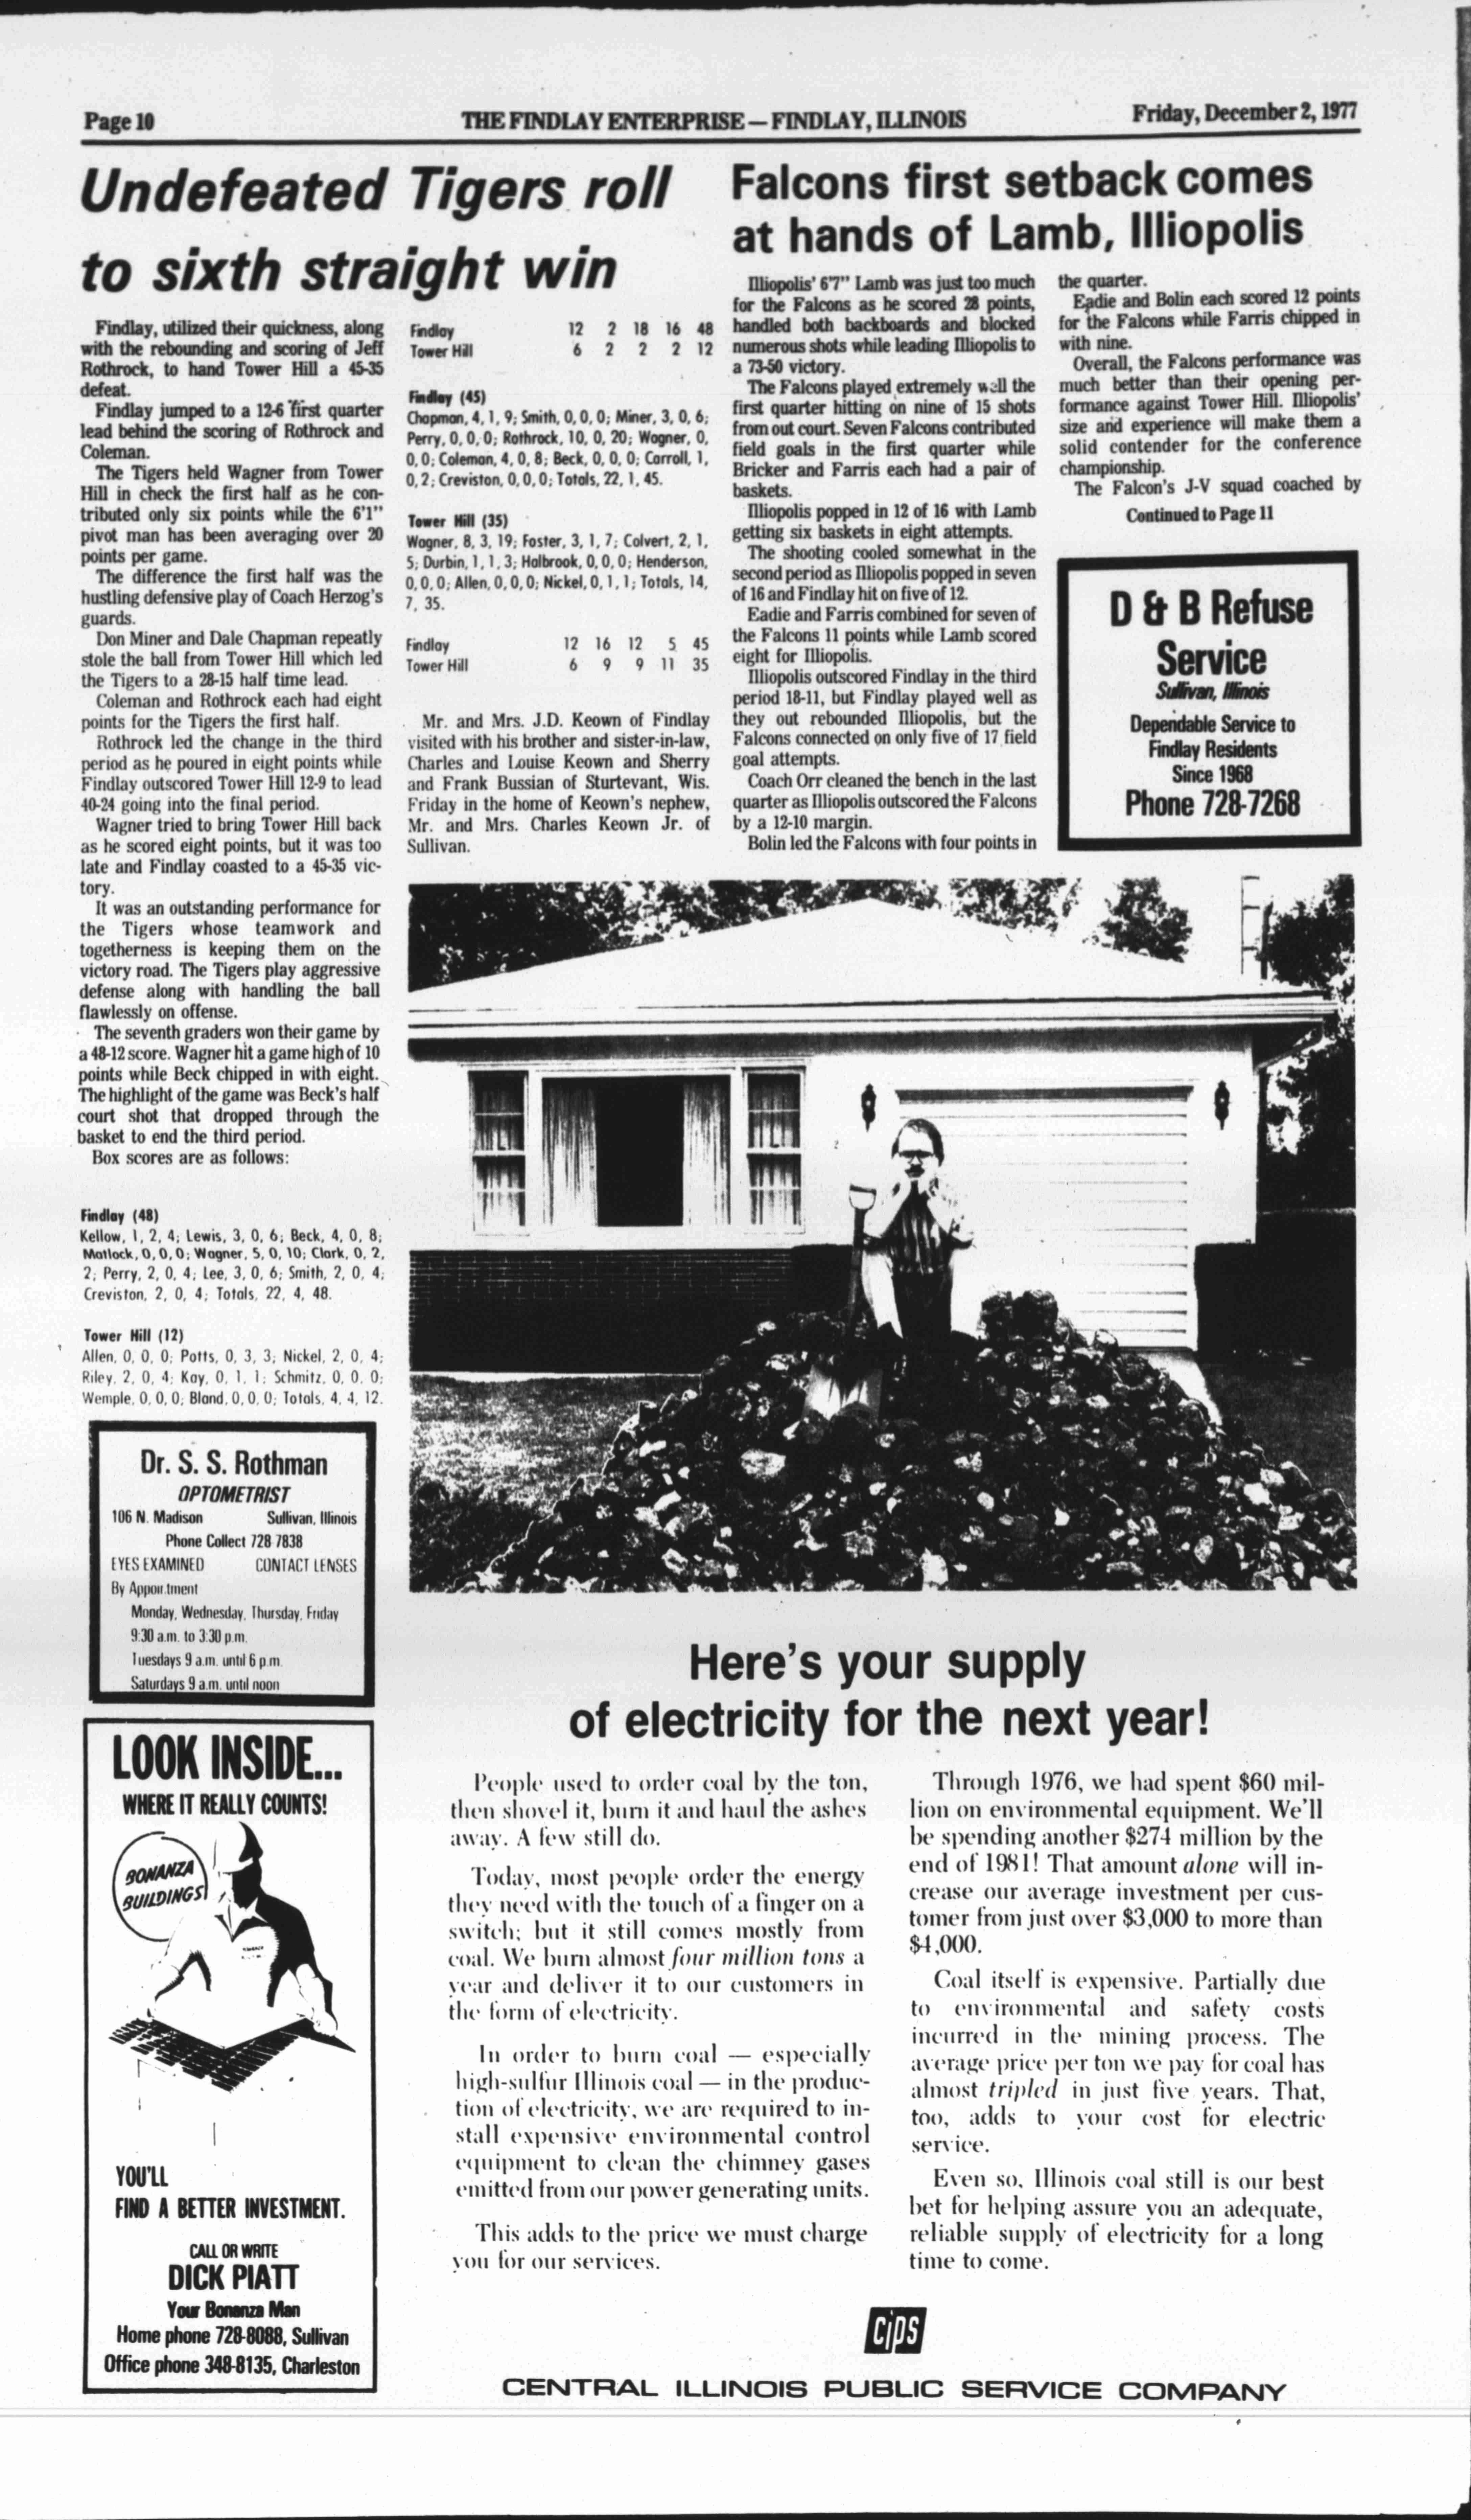 Page 10
THE FINDLAY ENTERPRISE — FINDLAY, ILLINOIS
Friday, December 2, 1977
Undefeated Tigers roll
to sixth straight win
Findlay, utilized their quickness, along
with the rebounding and scoring of Jeff
Rothrock, to hand Tower Hill a 45-35
defeat.
Findlay jumped to a 12-6 first quarter
lead behind the scoring of Rothrock and
Coleman.
The Tigers held Wagner from Tower
Hill in check the first half as he con-
tributed only six points while the 6'1"
pivot man has been averaging over 20
points per game.
The difference the first half was the
hustling defensive play of Coach Herzog's
guards.
Don Miner and Dale Chapman repeatly
stole the ball from Tower Hill which led
the Tigers to a 28-15 half time lead.
Coleman and Rothrock each had eight
points for the Tigers the first half.
Rothrock led the change in the third
period as he poured in eight points while
Findlay outscored Tower Hill 12-9 to lead
40-24 going into the final period.
Wagner tried to bring Tower Hill back
as he scored eight points, but it was too
late and Findlay coasted to a 45-35 vic-
tory.
It was an outstanding performance for
the Tigers whose teamwork and
togetherness is keeping them on the
victory road. The Tigers play aggressive
defense along with handling the ball
flawlessly on offense.
The seventh graders won their game by
a 48-12 score. Wagner hit a game high of 10
points while Beck chipped in with eight.
The highlight of the game was Beck's half
court shot that dropped through the
basket to end the third period.
Box scores are as follows:
Findlay (48)
Kellow, 1, 2, 4; Lewis, 3, 0, 6; Beck, 4, 0, 8;
Matlock, 0, 0, 0; Wagner, 5, 0, 10; Clark, 0, 2,
2; Perry, 2, 0, 4; Lee, 3, 0, 6; Smith, 2, 0, 4;
Creviston, 2, 0, 4; Totals, 22, 4, 48.
Tower Hill (12)
Allen, 0, 0, 0; Potts, 0, 3, 3; Nickel, 2, 0, 4;
Riley, 2, 0, 4; Kay, 0, 1, 1; Schmitz, 0, 0, 0;
Wemple, 0, 0, 0; Bland, 0, 0, 0; Totals, 4, 4, 12.
Findlay 12 2 18 16 48
Tower Hill 6 2 2 2 12
Findlay (45)
Chapman, 4, 1, 9; Smith, 0, 0, 0; Miner, 3, 0, 6;
Perry, 0, 0, 0; Rothrock, 10, 0, 20; Wagner, 0,
0, 0; Coleman, 4, 0, 8; Beck, 0, 0, 0; Carroll, 1,
0, 2; Creviston, 0, 0, 0; Totals, 22, 1, 45.
Tower Hill (35)
Wagner, 8, 3, 19; Foster, 3, 1, 7; Colvert, 2, 1,
5; Durbin, 1, 1, 3; Halbrook, 0, 0, 0; Henderson,
0, 0, 0; Allen, 0, 0, 0; Nickel, 0, 1, 1; Totals, 14,
7, 35.
Findlay 12 16 12 5 45
Tower Hill 6 9 9 11 35
Mr. and Mrs. J.D. Keown of Findlay
visited with his brother and sister-in-law,
Charles and Louise Keown and Sherry
and Frank Bussian of Sturtevant, Wis.
Friday in the home of Keown's nephew,
Mr. and Mrs. Charles Keown Jr. of
Sullivan.
Falcons first setback comes
at hands of Lamb, Illiopolis
Illiopolis' 6'7" Lamb was just too much
for the Falcons as he scored 28 points,
handled both backboards and blocked
numerous shots while leading Illiopolis to
a 73-50 victory.
The Falcons played extremely well the
first quarter hitting on nine of 15 shots
from out court. Seven Falcons contributed
field goals in the first quarter while
Bricker and Farris each had a pair of
baskets.
Illiopolis popped in 12 of 16 with Lamb
getting six baskets in eight attempts.
The shooting cooled somewhat in the
second period as Illiopolis popped in seven
of 16 and Findlay hit on five of 12.
Eadie and Farris combined for seven of
the Falcons 11 points while Lamb scored
eight for Illiopolis.
Illiopolis outscored Findlay in the third
period 18-11, but Findlay played well as
they out rebounded Illiopolis, but the
Falcons connected on only five of 17 field
goal attempts.
Coach Orr cleaned the bench in the last
quarter as Illiopolis outscored the Falcons
by a 12-10 margin.
Bolin led the Falcons with four points in
the quarter.
Eadie and Bolin each scored 12 points
for the Falcons while Farris chipped in
with nine.
Overall, the Falcons performance was
much better than their opening per-
formance against Tower Hill. Illiopolis'
size and experience will make them a
solid contender for the conference
championship.
The Falcon's J-V squad coached by
Continued to Page 11
D & B Refuse
Service
Sullivan, Illinois
Dependable Service to
Findlay Residents
Since 1968
Phone 728-7268
Dr. S. S. Rothman
OPTOMETRIST
106 N. Madison Sullivan, Illinois
Phone Collect 728-7838
EYES EXAMINED CONTACT LENSES
By Appointment
Monday, Wednesday, Thursday, Friday
9:30 a.m. to 3:30 p.m.
Tuesdays 9 a.m. until 6 p.m.
Saturdays 9 a.m. until noon
LOOK INSIDE...
WHERE IT REALLY COUNTS!
BONANZA
BUILDINGS
YOU'LL
FIND A BETTER INVESTMENT.
CALL OR WRITE
DICK PIATT
Your Bonanza Man
Home phone 728-8088, Sullivan
Office phone 348-8135, Charleston
Here's your supply
of electricity for the next year!
People used to order coal by the ton,
then shovel it, burn it and haul the ashes
away. A few still do.
Today, most people order the energy
they need with the touch of a finger on a
switch; but it still comes mostly from
coal. We burn almost four million tons a
year and deliver it to our customers in
the form of electricity.
In order to burn coal — especially
high-sulfur Illinois coal — in the produc-
tion of electricity, we are required to in-
stall expensive environmental control
equipment to clean the chimney gases
emitted from our power generating units.
This adds to the price we must charge
you for our services.
Through 1976, we had spent $60 mil-
lion on environmental equipment. We'll
be spending another $274 million by the
end of 1981! That amount alone will in-
crease our average investment per cus-
tomer from just over $3,000 to more than
$4,000.
Coal itself is expensive. Partially due
to environmental and safety costs
incurred in the mining process. The
average price per ton we pay for coal has
almost tripled in just five years. That,
too, adds to your cost for electric
service.
Even so, Illinois coal still is our best
bet for helping assure you an adequate,
reliable supply of electricity for a long
time to come.
CIPS
CENTRAL ILLINOIS PUBLIC SERVICE COMPANY